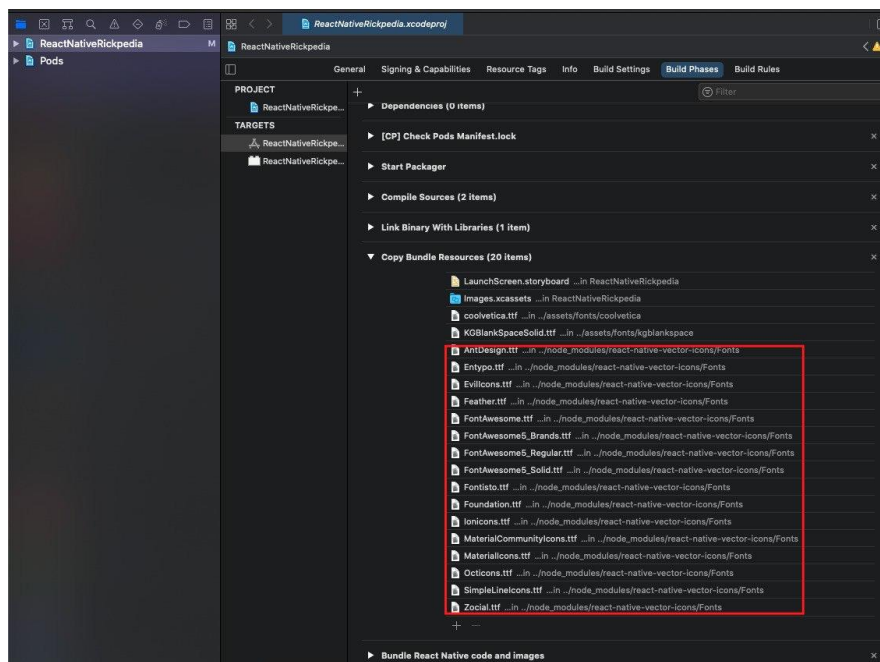 ReactNativeRickpedia.xcodeproj
ReactNativeRickpedia M
ReactNativeRickpedia
Pods
General Signing & Capabilities Resource Tags Info Build Settings Build Phases Build Rules
PROJECT
+ Filter
ReactNativeRickpe...
Dependencies (0 items)
TARGETS
ReactNativeRickpe...
[CP] Check Pods Manifest.lock
ReactNativeRickpe...
Start Packager
Compile Sources (2 items)
Link Binary With Libraries (1 item)
Copy Bundle Resources (20 items)
LaunchScreen.storyboard ...in ReactNativeRickpedia
Images.xcassets ...in ReactNativeRickpedia
coolvetica.ttf ...in ../assets/fonts/coolvetica
KGBlankSpaceSolid.ttf ...in ../assets/fonts/kgblankspace
AntDesign.ttf ...in ../node_modules/react-native-vector-icons/Fonts
Entypo.ttf ...in ../node_modules/react-native-vector-icons/Fonts
EvilIcons.ttf ...in ../node_modules/react-native-vector-icons/Fonts
Feather.ttf ...in ../node_modules/react-native-vector-icons/Fonts
FontAwesome.ttf ...in ../node_modules/react-native-vector-icons/Fonts
FontAwesome5_Brands.ttf ...in ../node_modules/react-native-vector-icons/Fonts
FontAwesome5_Regular.ttf ...in ../node_modules/react-native-vector-icons/Fonts
FontAwesome5_Solid.ttf ...in ../node_modules/react-native-vector-icons/Fonts
Fontisto.ttf ...in ../node_modules/react-native-vector-icons/Fonts
Foundation.ttf ...in ../node_modules/react-native-vector-icons/Fonts
Ionicons.ttf ...in ../node_modules/react-native-vector-icons/Fonts
MaterialCommunityIcons.ttf ...in ../node_modules/react-native-vector-icons/Fonts
MaterialIcons.ttf ...in ../node_modules/react-native-vector-icons/Fonts
Octicons.ttf ...in ../node_modules/react-native-vector-icons/Fonts
SimpleLineIcons.ttf ...in ../node_modules/react-native-vector-icons/Fonts
Zocial.ttf ...in ../node_modules/react-native-vector-icons/Fonts
Bundle React Native code and images